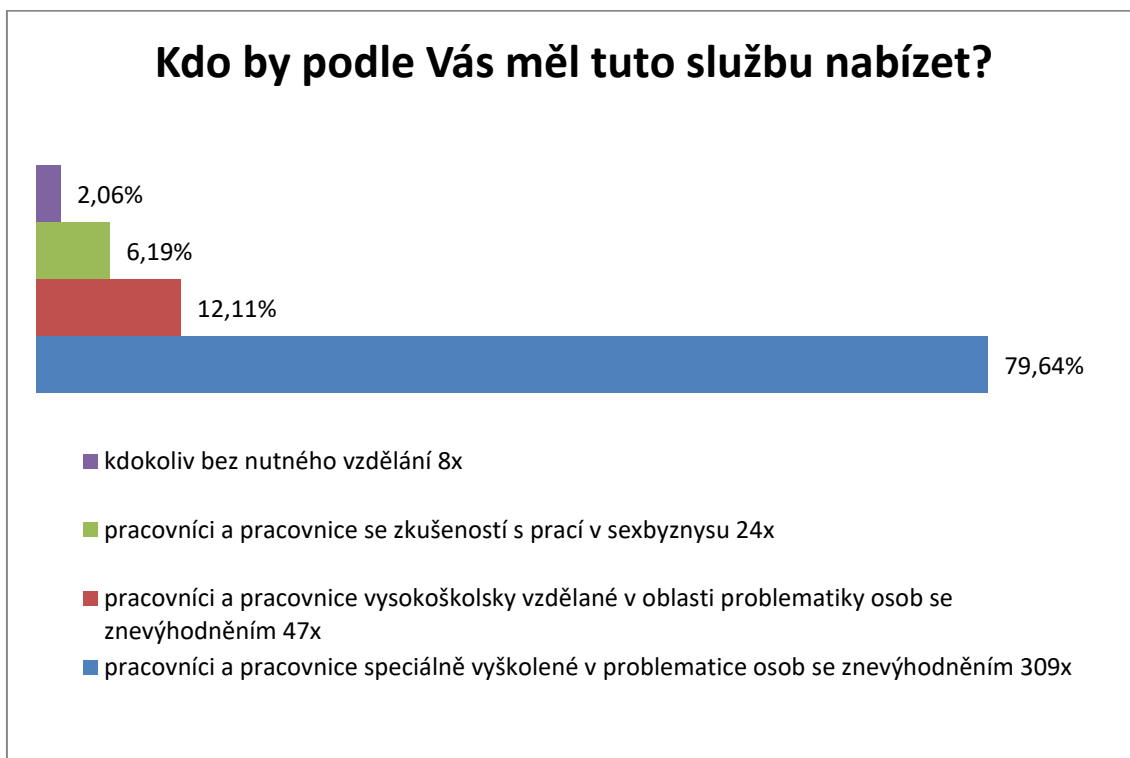 Kdo by podle Vás měl tuto službu nabízet?
2,06%
6,19%
12,11%
79,64%
kdokoliv bez nutného vzdělání 8x
pracovníci a pracovnice se zkušeností s prací v sexbyznysu 24x
pracovníci a pracovnice vysokoškolsky vzdělané v oblasti problematiky osob se
znevýhodněním 47x
pracovníci a pracovnice speciálně vyškolené v problematice osob se znevýhodněním 309x